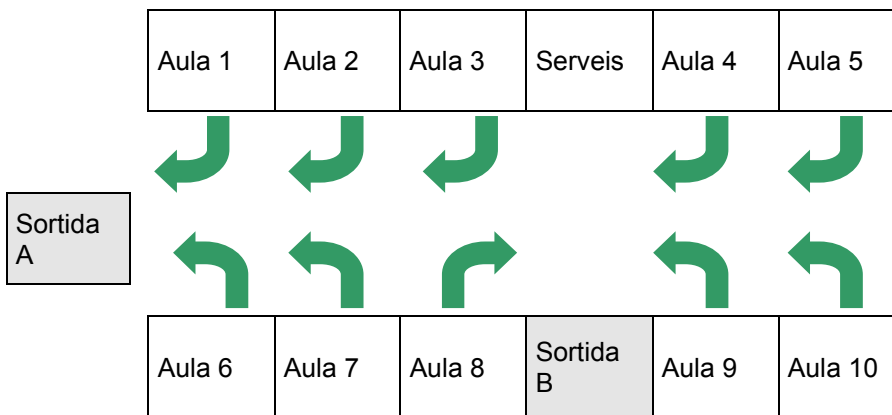 Aula 1 Aula 2 Aula 3 Serveis Aula 4 Aula 5
Sortida
A
Aula 6 Aula 7 Aula 8 Sortida
B Aula 9 Aula 10